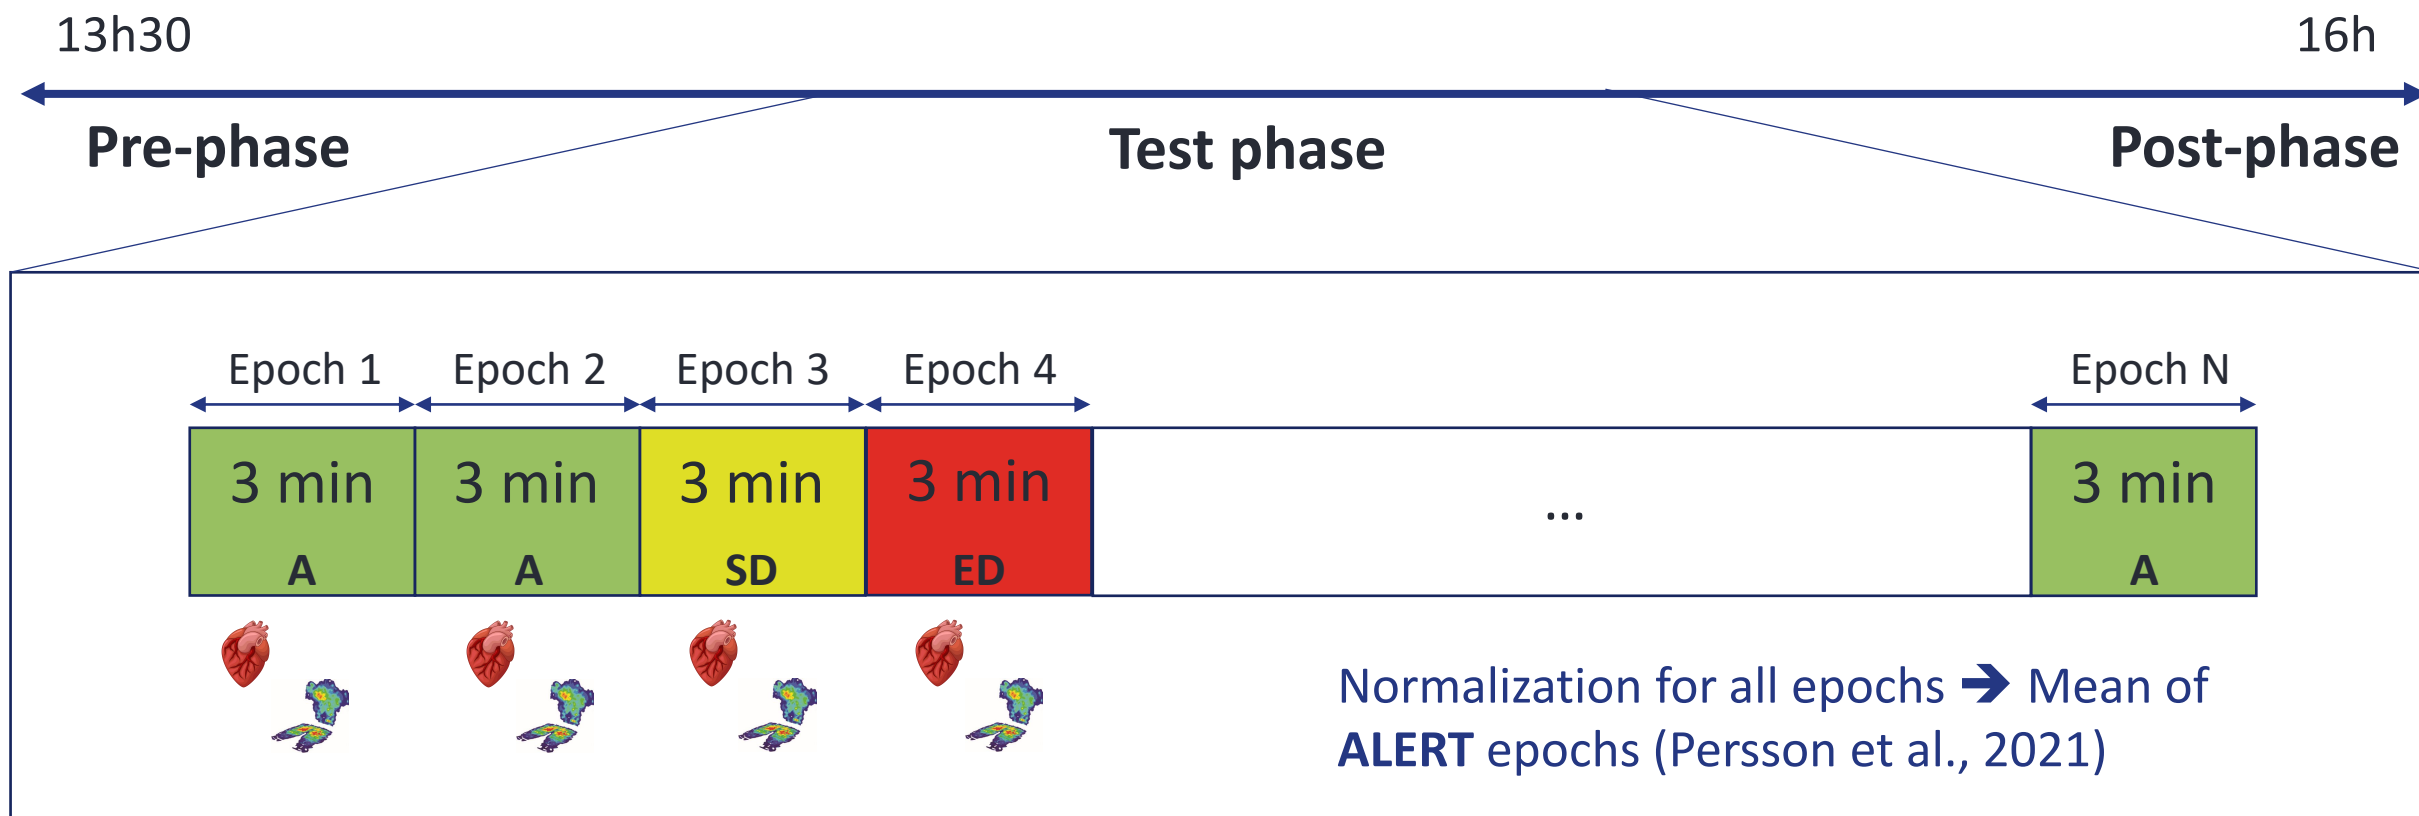 13h30 16h
Pre-phase Test phase Post-phase
Epoch 1 Epoch 2 Epoch 3 Epoch 4 Epoch N
3 min 3 min 3 min 3 min ... 3 min
A A SD ED A
Normalization for all epochs ➔ Mean of
ALERT epochs (Persson et al., 2021)